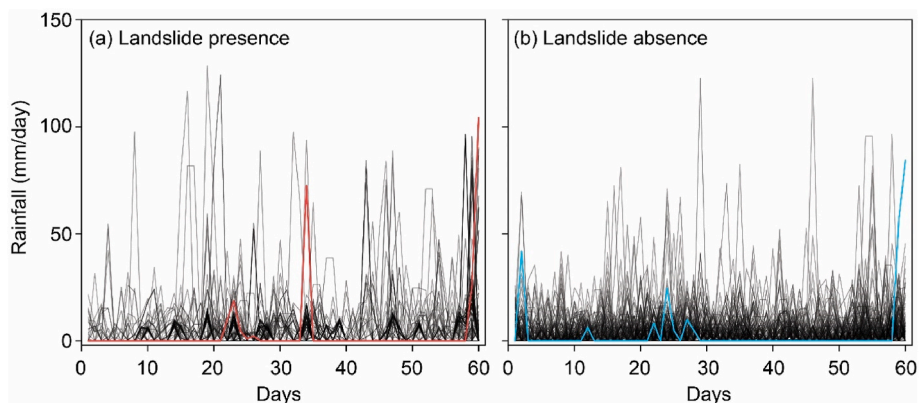 (a) Landslide presence
(b) Landslide absence
Rainfall (mm/day)
150
100
50
0
0 10 20 30 40 50 60
0 10 20 30 40 50 60
Days
Days